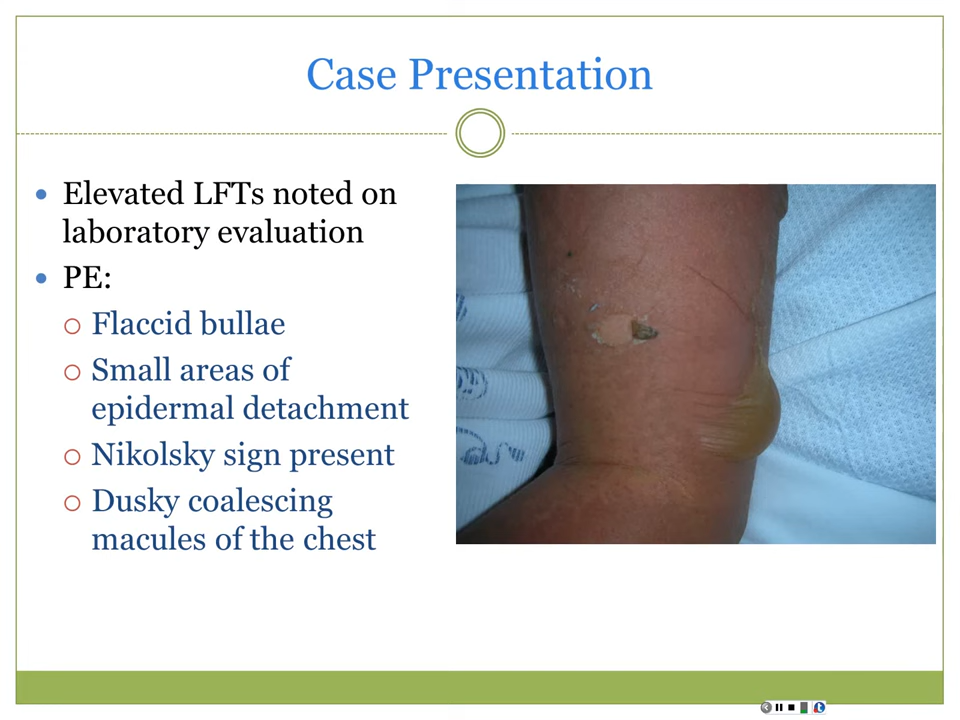 Case Presentation
Elevated LFTs noted on
laboratory evaluation
PE:
Flaccid bullae
Small areas of
epidermal detachment
Nikolsky sign present
Dusky coalescing
macules of the chest